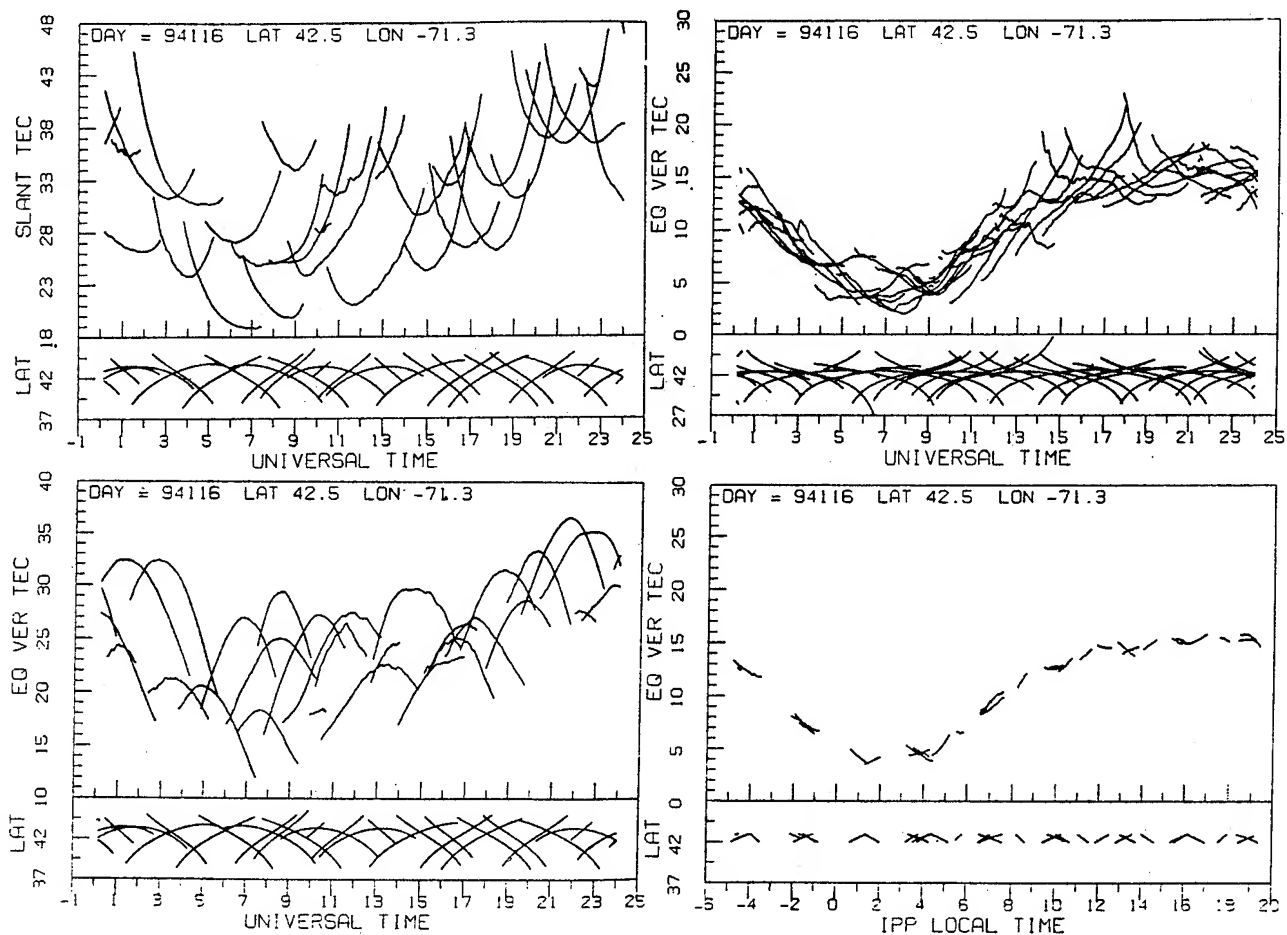 DAY = 94116 LAT 42.5 LON -71.3
SLANT TEC
48
43
38
33
28
23
18
LAT
42
37
-1 1 3 5 7 9 11 13 15 17 19 21 23 25
UNIVERSAL TIME
DAY = 94116 LAT 42.5 LON -71.3
EQ VER TEC
30
25
20
15
10
5
0
LAT
42
27
-1 1 3 5 7 9 11 13 15 17 19 21 23 25
UNIVERSAL TIME
DAY = 94116 LAT 42.5 LON -71.3
EQ VER TEC
40
35
30
25
20
15
10
LAT
42
37
-1 1 3 5 7 9 11 13 15 17 19 21 23 25
UNIVERSAL TIME
DAY = 94116 LAT 42.5 LON -71.3
EQ VER TEC
30
25
20
15
10
5
0
LAT
42
37
-4 -2 0 2 4 6 8 10 12 14 16
IPP LOCAL TIME